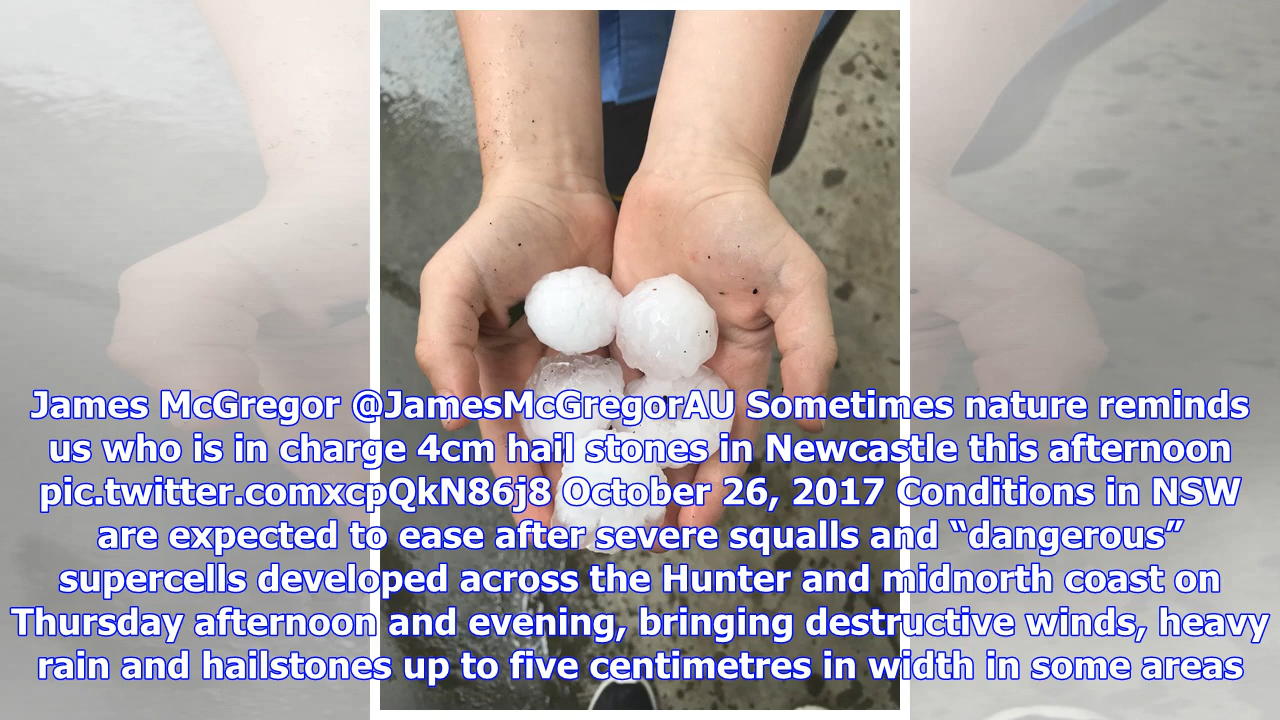 James McGregor @JamesMcGregorAU Sometimes nature reminds
us who is in charge 4cm hail stones in Newcastle this afternoon
pic.twitter.comxcpQkN86j8 October 26, 2017 Conditions in NSW
are expected to ease after severe squalls and “dangerous”
supercells developed across the Hunter and midnorth coast on
Thursday afternoon and evening, bringing destructive winds, heavy
rain and hailstones up to five centimetres in width in some areas